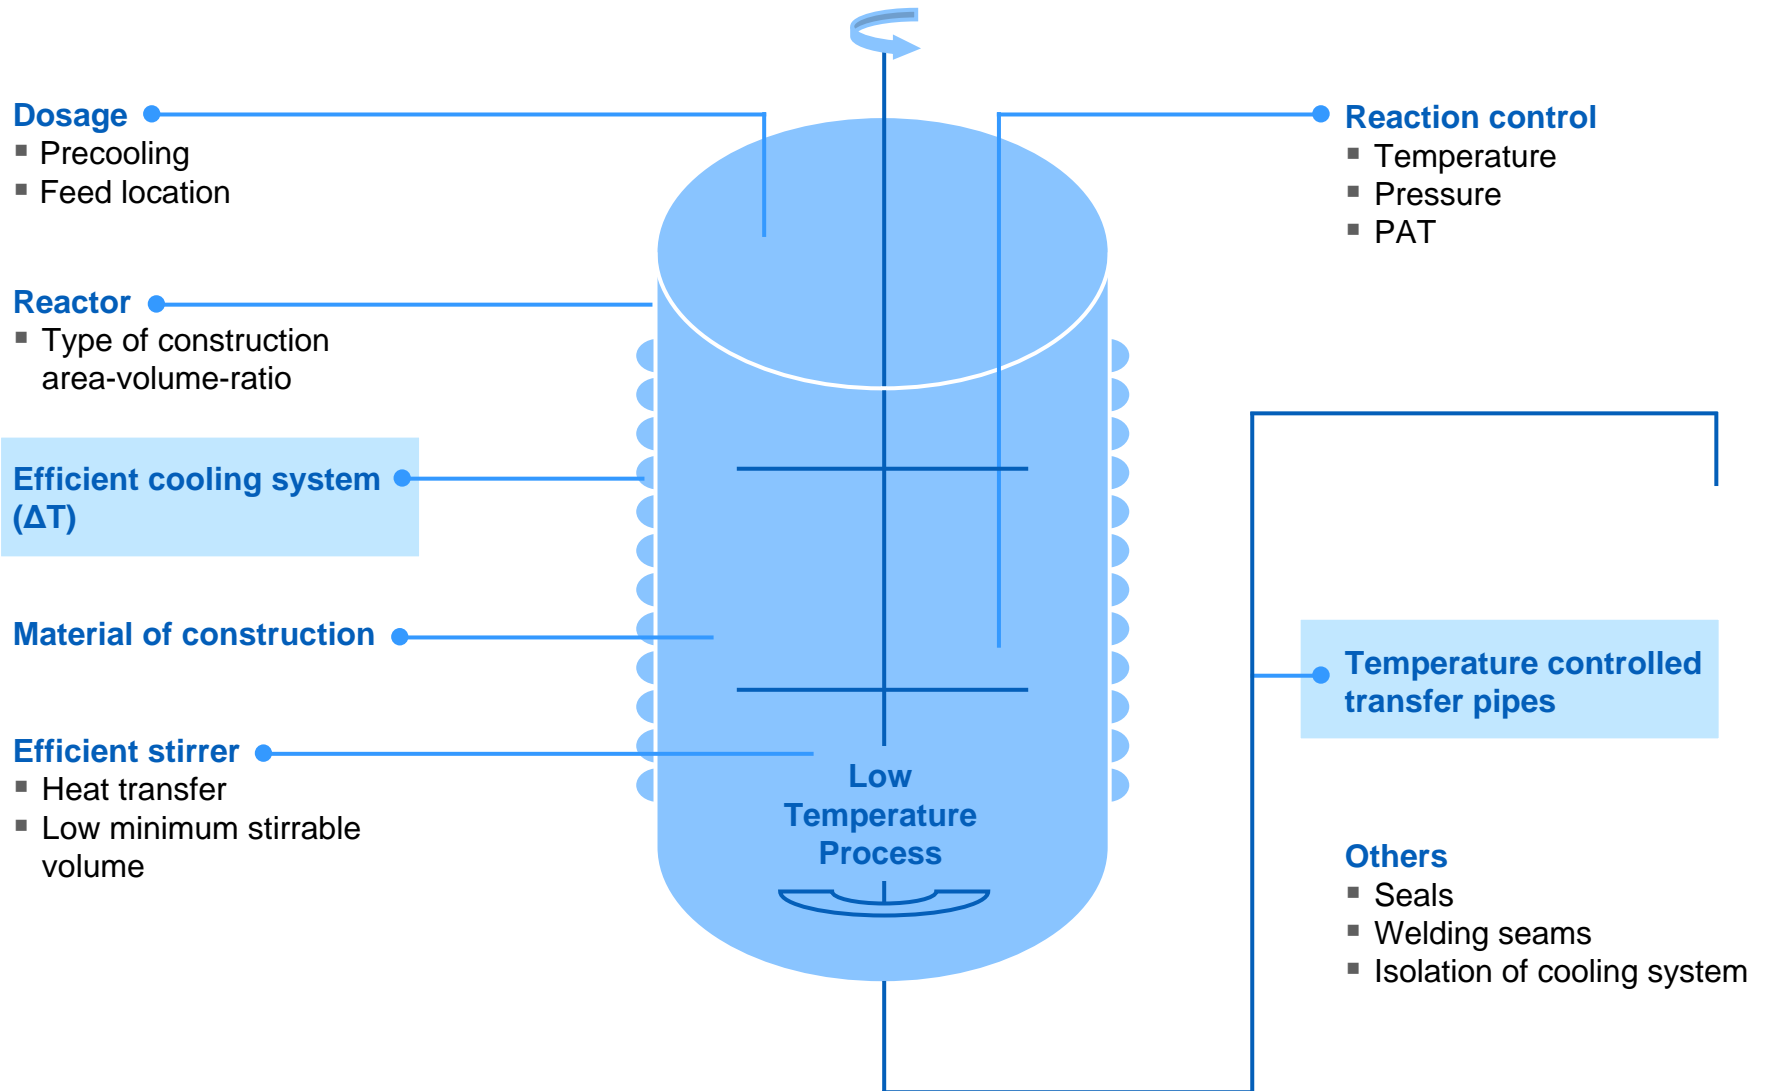 Dosage
▪ Precooling
▪ Feed location
Reactor
▪ Type of construction
area-volume-ratio
Efficient cooling system
(ΔT)
Material of construction
Efficient stirrer
▪ Heat transfer
▪ Low minimum stirrable
volume
Low
Temperature
Process
Reaction control
▪ Temperature
▪ Pressure
▪ PAT
Temperature controlled
transfer pipes
Others
▪ Seals
▪ Welding seams
▪ Isolation of cooling system